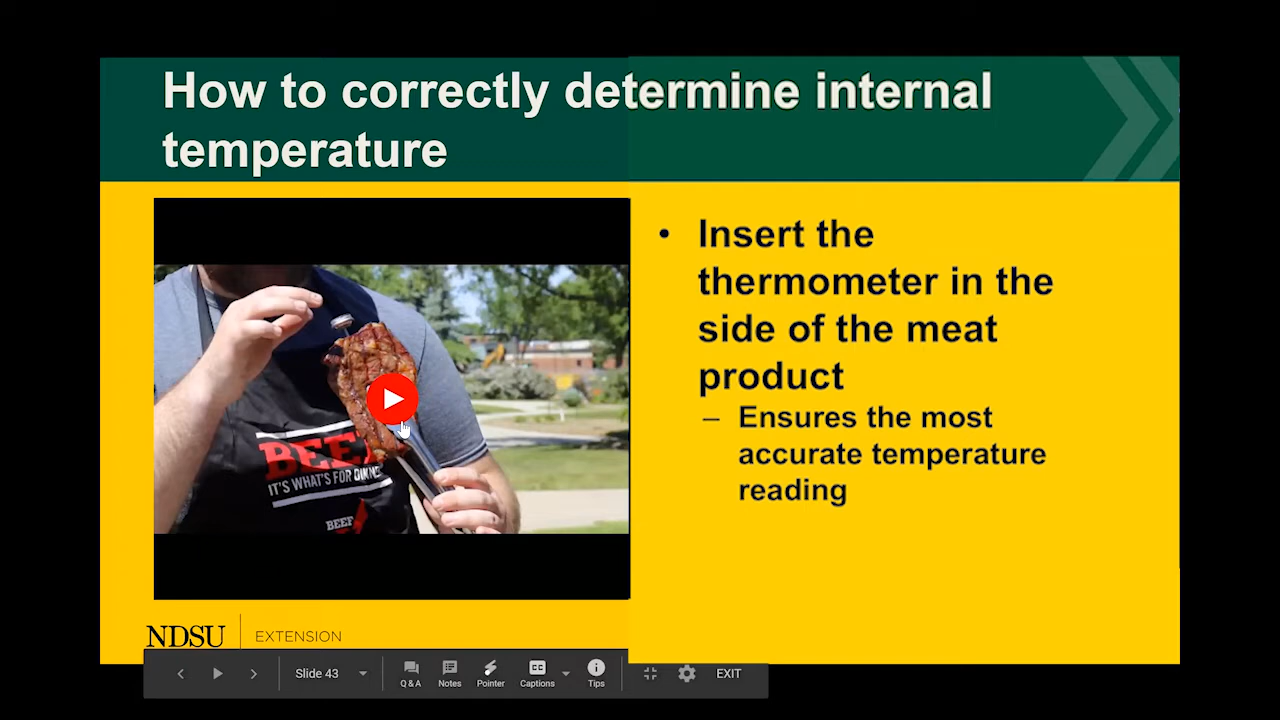 How to correctly determine internal
temperature
• Insert the
thermometer in the
side of the meat
product
– Ensures the most
accurate temperature
reading
BEEF
IT'S WHAT'S FOR DINNER
BEEF
NDSU | EXTENSION
Slide 43
Q & A
Notes
Pointer
Captions
Tips
EXIT